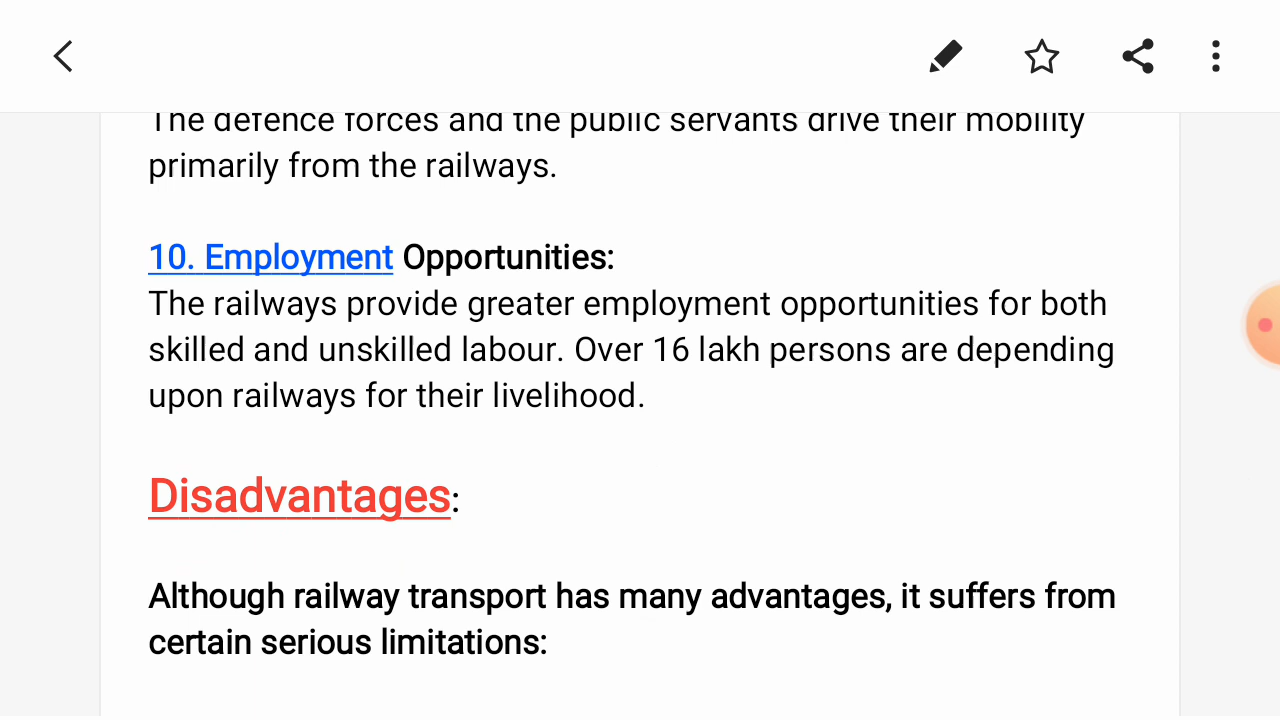 The defence forces and the public servants drive their mobility
primarily from the railways.
10. Employment Opportunities:
The railways provide greater employment opportunities for both
skilled and unskilled labour. Over 16 lakh persons are depending
upon railways for their livelihood.
Disadvantages:
Although railway transport has many advantages, it suffers from
certain serious limitations: